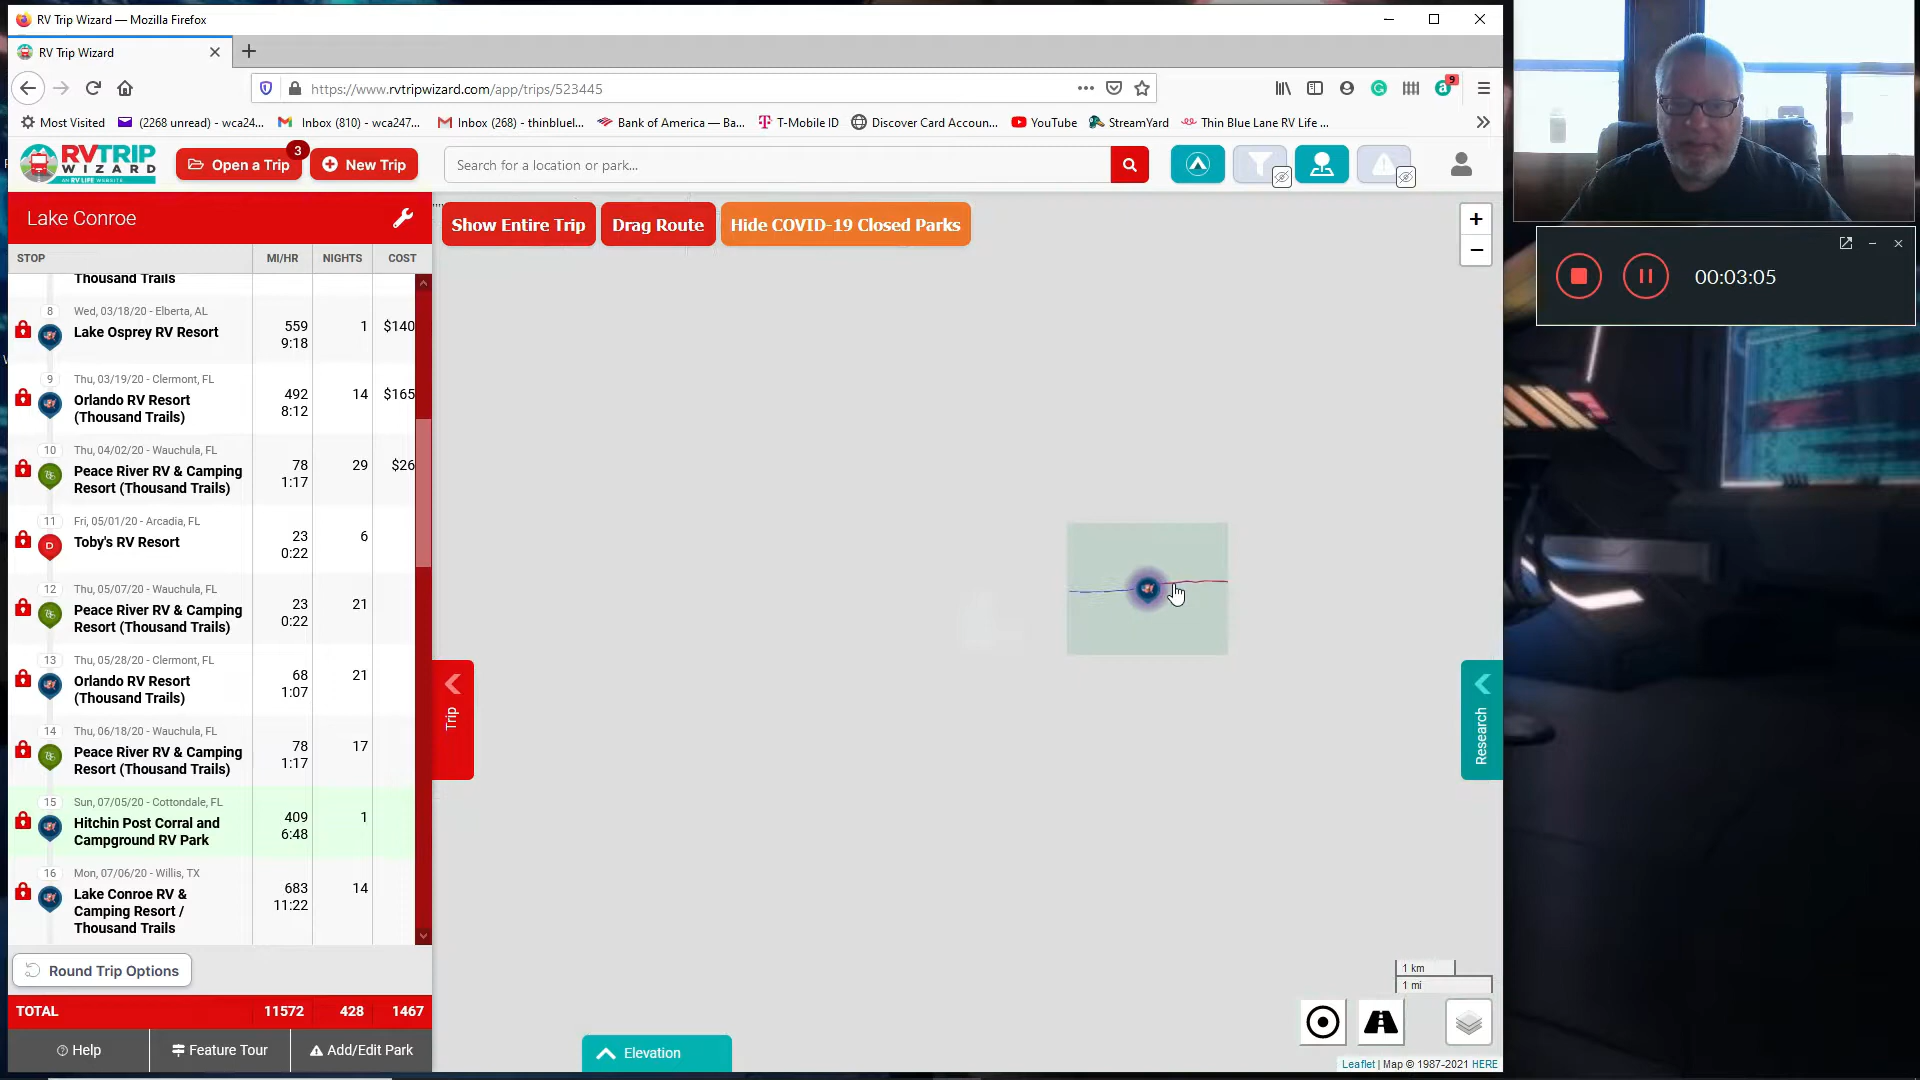 RV Trip Wizard — Mozilla Firefox
RV Trip Wizard
https://www.rvtripwizard.com/app/trips/523445
9
Most Visited
(2268 unread) - wca24...
Inbox (810) - wca247...
Inbox (268) - thinbluel...
Bank of America — Ba...
T-Mobile ID
Discover Card Accoun...
YouTube
StreamYard
Thin Blue Lane RV Life ...
RVTRIP
WIZARD
AN RV LIFE WEBSITE
Open a Trip
3
New Trip
Search for a location or park...
Lake Conroe
Show Entire Trip
Drag Route
Hide COVID-19 Closed Parks
+
−
00:03:05
STOP MI/HR NIGHTS COST
Thousand Trails
8 Wed, 03/18/20 - Elberta, AL
Lake Osprey RV Resort 559 1 $140
9:18
9 Thu, 03/19/20 - Clermont, FL
Orlando RV Resort 492 14 $165
(Thousand Trails) 8:12
10 Thu, 04/02/20 - Wauchula, FL
Peace River RV & Camping 78 29 $26
Resort (Thousand Trails) 1:17
11 Fri, 05/01/20 - Arcadia, FL
Toby's RV Resort 23 6
D 0:22
12 Thu, 05/07/20 - Wauchula, FL
Peace River RV & Camping 23 21
Resort (Thousand Trails) 0:22
13 Thu, 05/28/20 - Clermont, FL
Orlando RV Resort 68 21
(Thousand Trails) 1:07
14 Thu, 06/18/20 - Wauchula, FL
Peace River RV & Camping 78 17
Resort (Thousand Trails) 1:17
15 Sun, 07/05/20 - Cottondale, FL
Hitchin Post Corral and 409 1
Campground RV Park 6:48
16 Mon, 07/06/20 - Willis, TX
Lake Conroe RV & 683 14
Camping Resort / 11:22
Thousand Trails
Trip
Research
Round Trip Options
TOTAL 11572 428 1467
Help
Feature Tour
Add/Edit Park
Elevation
1 km
1 mi
Leaflet | Map © 1987-2021 HERE